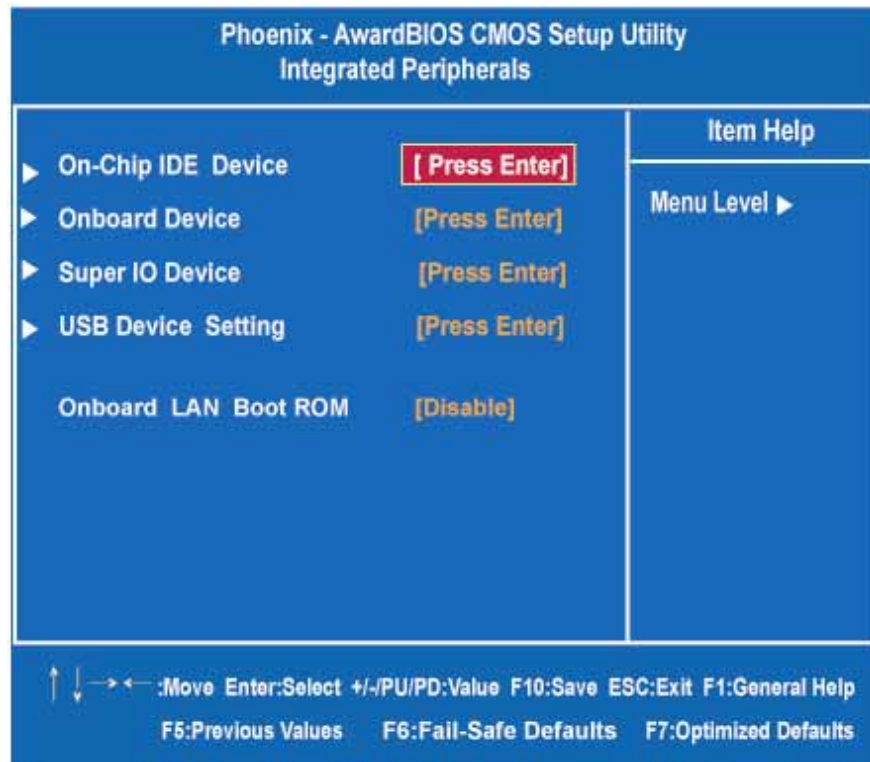 Phoenix - AwardBIOS CMOS Setup Utility
Integrated Peripherals
Item Help
▶ On-Chip IDE Device [ Press Enter]
Menu Level ▶
▶ Onboard Device [Press Enter]
▶ Super IO Device [Press Enter]
▶ USB Device Setting [Press Enter]
Onboard LAN Boot ROM [Disable]
↑ ↓ → ← :Move Enter:Select +/-/PU/PD:Value F10:Save ESC:Exit F1:General Help
F5:Previous Values F6:Fail-Safe Defaults F7:Optimized Defaults